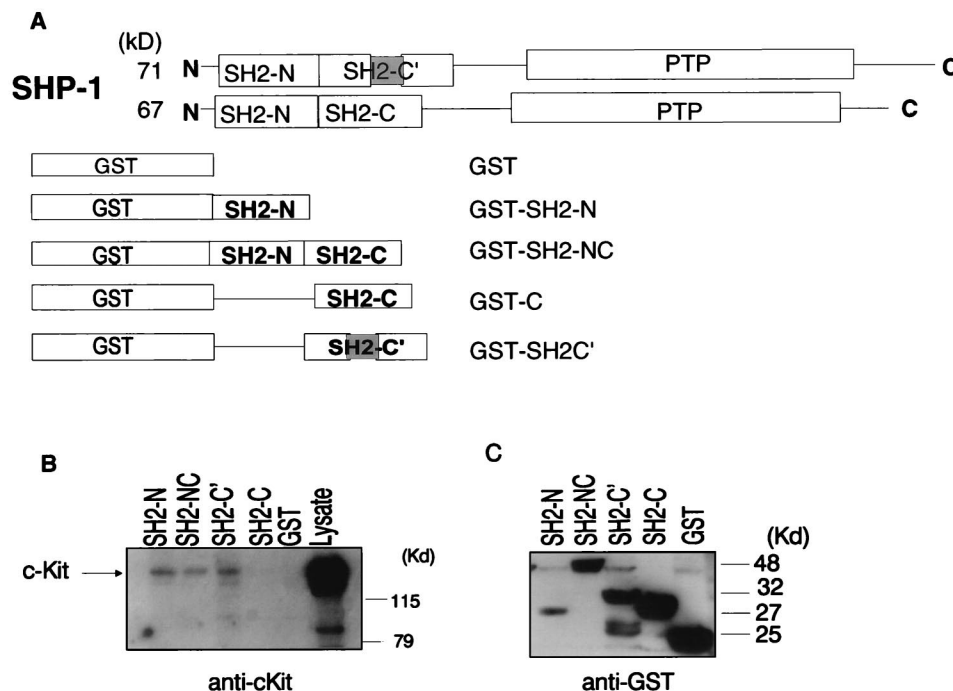 A
(kD)
SHP-1
71 N SH2-N SH2-C' PTP C
67 N SH2-N SH2-C PTP C
GST GST
GST SH2-N GST-SH2-N
GST SH2-N SH2-C GST-SH2-NC
GST SH2-C GST-C
GST SH2-C' GST-SH2C'
B
SH2-N SH2-NC SH2-C' SH2-C GST Lysate
(Kd)
c-Kit
115
79
anti-cKit
C
SH2-N SH2-NC SH2-C' SH2-C GST
(Kd)
48
32
27
25
anti-GST